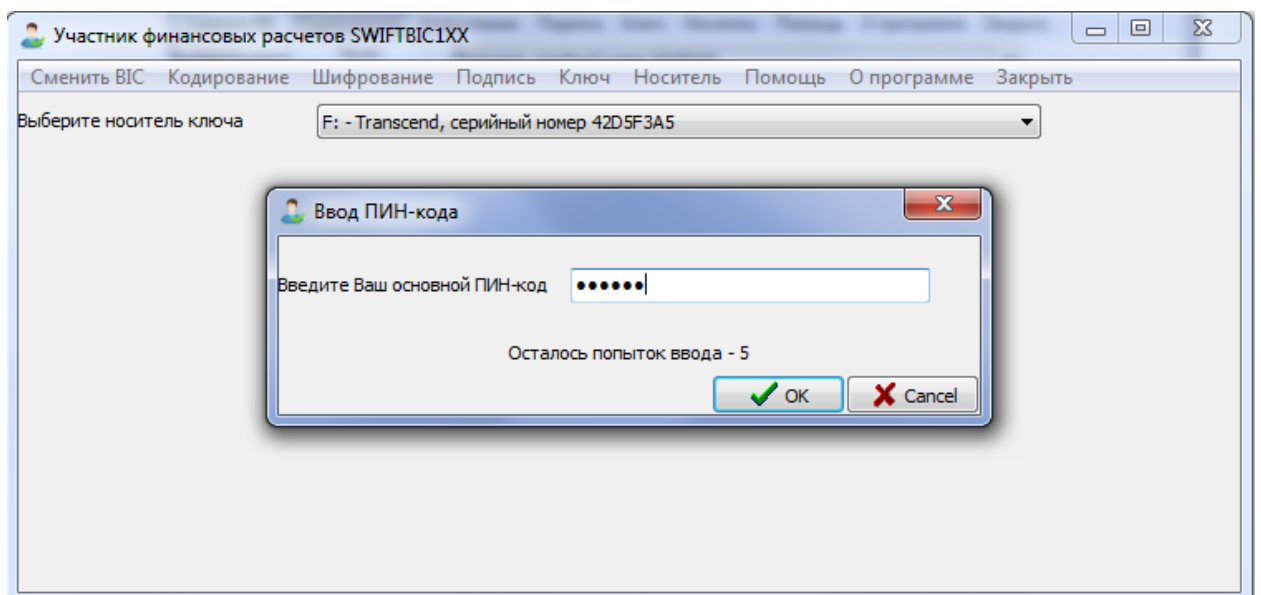 Участник финансовых расчетов SWIFTBIC1XX
Сменить BIC Кодирование Шифрование Подпись Ключ Носитель Помощь О программе Закрыть
Выберите носитель ключа F: - Transcend, серийный номер 42D5F3A5
Ввод ПИН-кода
Введите Ваш основной ПИН-код ••••••
Осталось попыток ввода - 5
OK Cancel